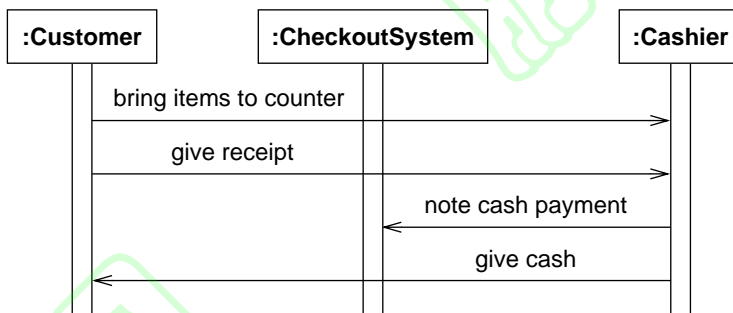 :Customer
:CheckoutSystem
:Cashier
bring items to counter
give receipt
note cash payment
give cash